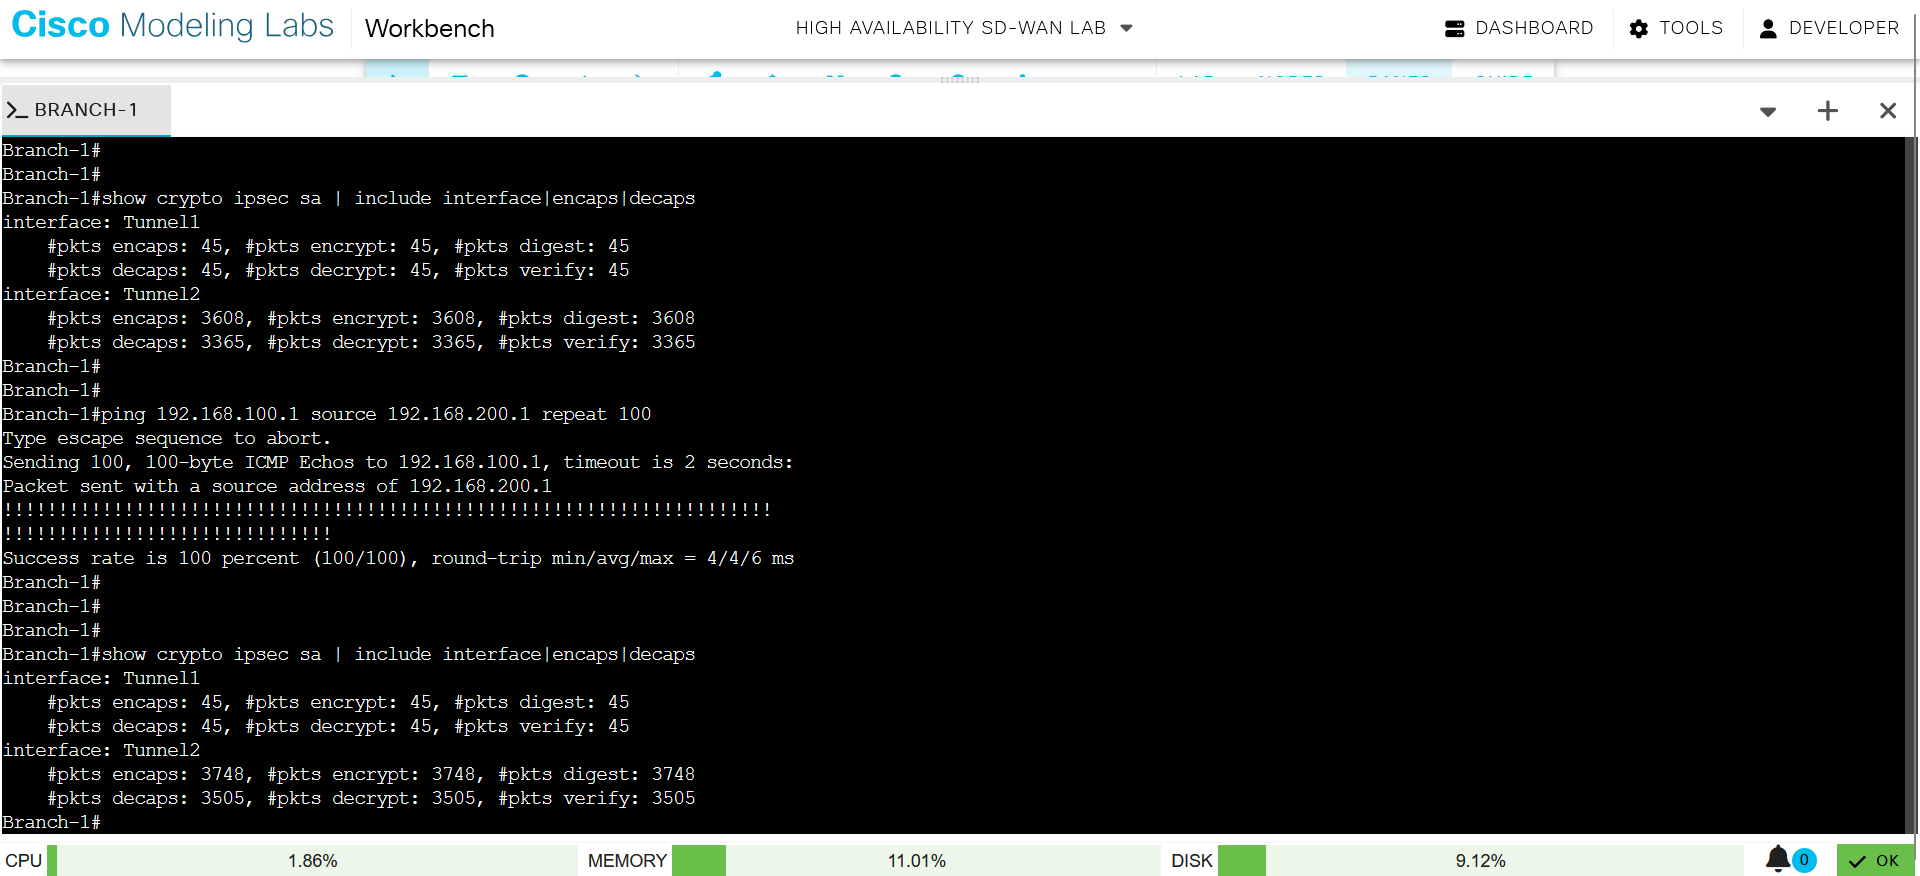 Cisco Modeling Labs Workbench HIGH AVAILABILITY SD-WAN LAB DASHBOARD TOOLS DEVELOPER
BRANCH-1
Branch-1#
Branch-1#
Branch-1#show crypto ipsec sa | include interface|encaps|decaps
interface: Tunnel1
    #pkts encaps: 45, #pkts encrypt: 45, #pkts digest: 45
    #pkts decaps: 45, #pkts decrypt: 45, #pkts verify: 45
interface: Tunnel2
    #pkts encaps: 3608, #pkts encrypt: 3608, #pkts digest: 3608
    #pkts decaps: 3365, #pkts decrypt: 3365, #pkts verify: 3365
Branch-1#
Branch-1#
Branch-1#ping 192.168.100.1 source 192.168.200.1 repeat 100
Type escape sequence to abort.
Sending 100, 100-byte ICMP Echos to 192.168.100.1, timeout is 2 seconds:
Packet sent with a source address of 192.168.200.1
!!!!!!!!!!!!!!!!!!!!!!!!!!!!!!!!!!!!!!!!!!!!!!!!!!!!!!!!!!!!!!!!!!!!!!
!!!!!!!!!!!!!!!!!!!!!!!!!!!!!!
Success rate is 100 percent (100/100), round-trip min/avg/max = 4/4/6 ms
Branch-1#
Branch-1#
Branch-1#
Branch-1#show crypto ipsec sa | include interface|encaps|decaps
interface: Tunnel1
    #pkts encaps: 45, #pkts encrypt: 45, #pkts digest: 45
    #pkts decaps: 45, #pkts decrypt: 45, #pkts verify: 45
interface: Tunnel2
    #pkts encaps: 3748, #pkts encrypt: 3748, #pkts digest: 3748
    #pkts decaps: 3505, #pkts decrypt: 3505, #pkts verify: 3505
Branch-1#
CPU 1.86% MEMORY 11.01% DISK 9.12% 0 OK